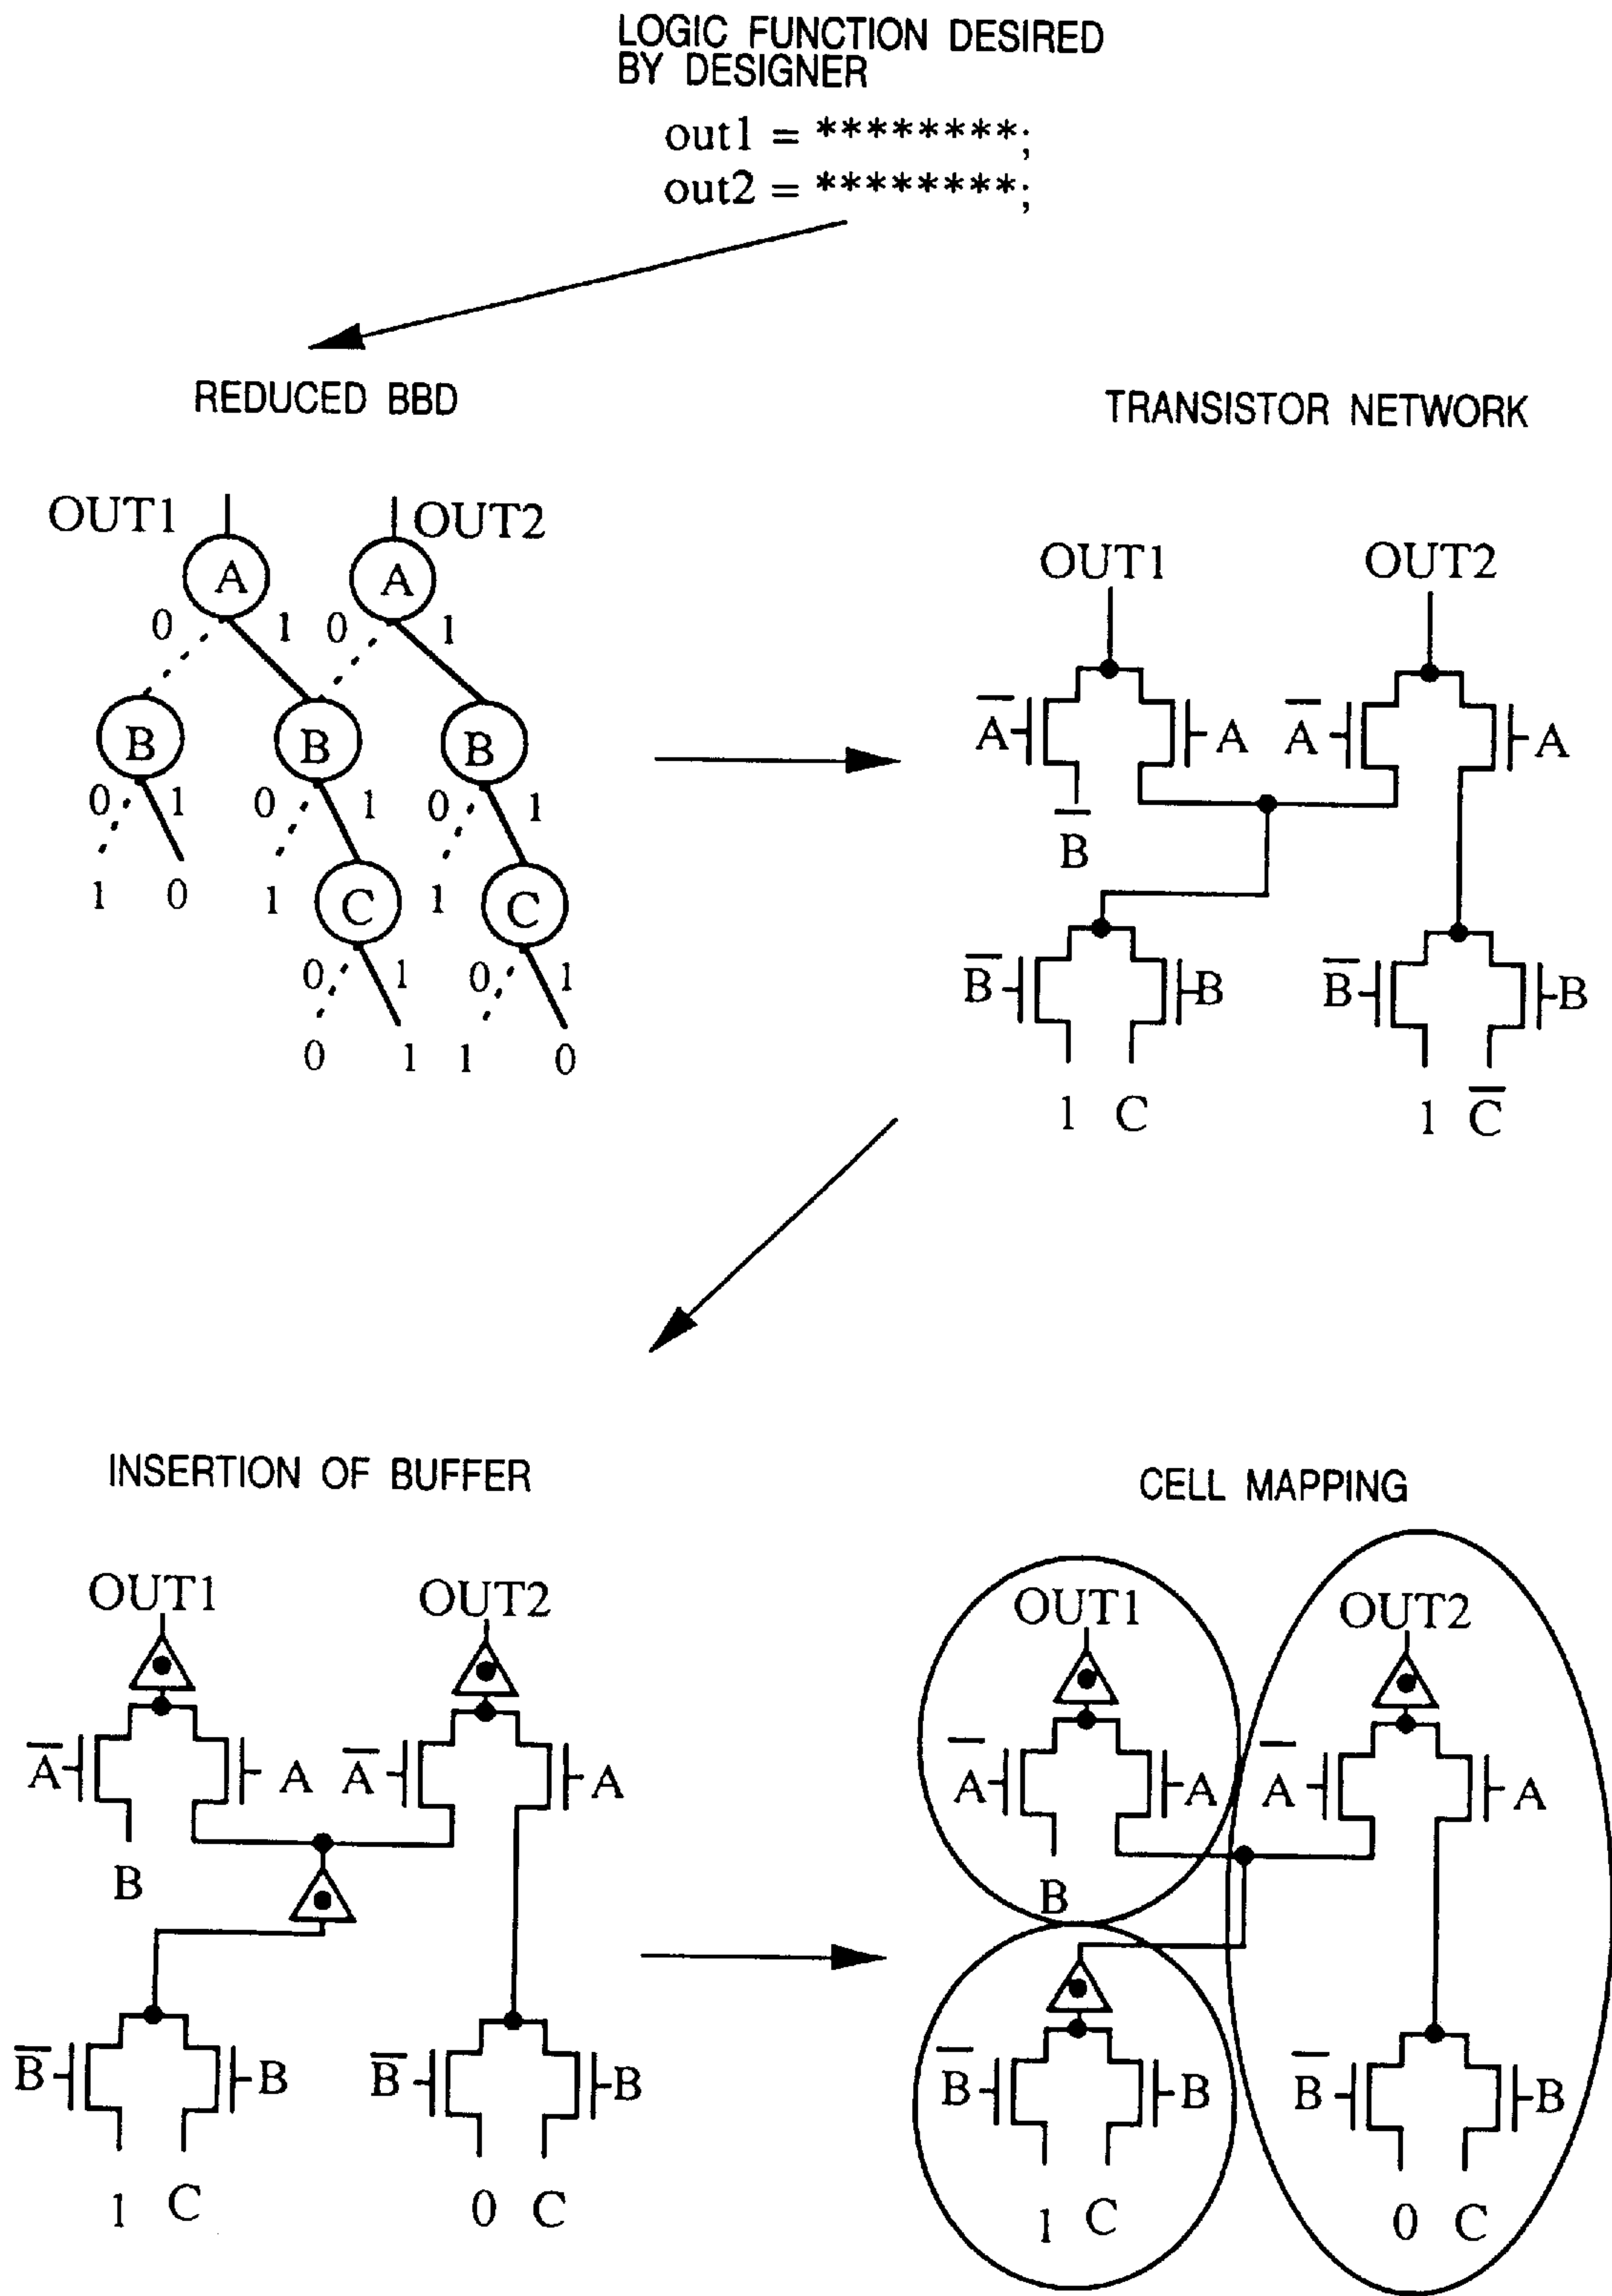 LOGIC FUNCTION DESIRED
BY DESIGNER
out1 = ********;
out2 = ********;
REDUCED BBD
TRANSISTOR NETWORK
OUT1 OUT2
A A
0 1 0 1
B B B
0 1 0 1 0 1
1 0 1 C 1 C
0 1 0 1
0 1 1 0
OUT1 OUT2
A̅ A A̅ A
B̅
B̅ B B̅ B
1 C 1 C̅
INSERTION OF BUFFER
CELL MAPPING
OUT1 OUT2
A̅ A A̅ A
B
B̅ B B̅ B
1 C 0 C
OUT1 OUT2
A̅ A A̅ A
B
B̅ B B̅ B
1 C 0 C